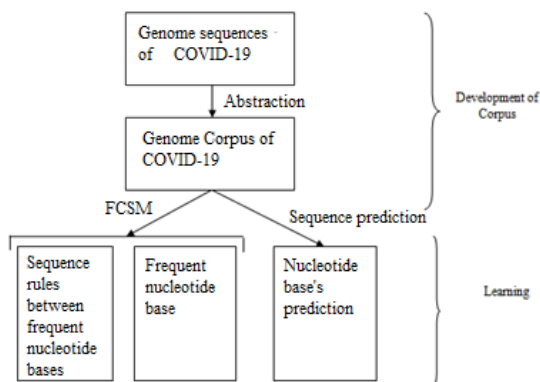 Genome sequences
of COVID-19
Abstraction
Development of
Corpus
Genome Corpus of
COVID-19
FCSM
Sequence prediction
Sequence
rules
between
frequent
nucleotide
bases
Frequent
nucleotide
base
Nucleotide
base's
prediction
Learning